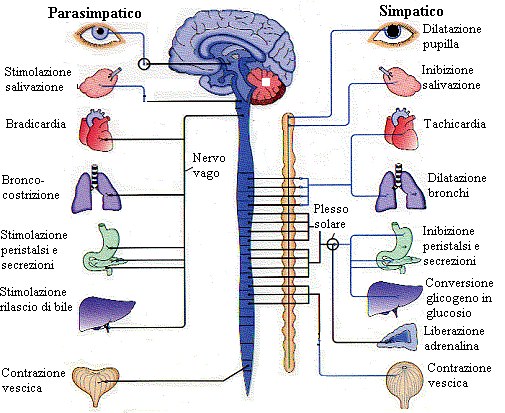 Parasimpatico
Stimolazione
salivazione
Bradicardia
Bronco-
costrizione
Stimolazione
peristalsi e
secrezioni
Stimolazione
rilascio di bile
Contrazione
vescica
Nervo
vago
Plesso
solare
Simpatico
Dilatazione
pupilla
Inibizione
salivazione
Tachicardia
Dilatazione
bronchi
Inibizione
peristalsi e
secrezioni
Conversione
glicogeno in
glucosio
Liberazione
adrenalina
Contrazione
vescica